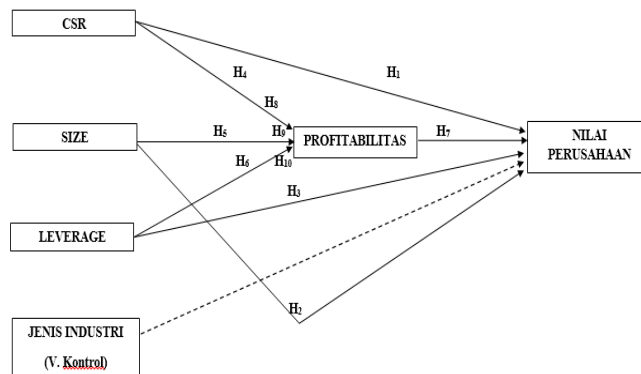 CSR
H1
H4
H8
SIZE
H5
H9
PROFITABILITAS
H7
NILAI
PERUSAHAAN
H6
H10
H3
LEVERAGE
H2
JENIS INDUSTRI
(V. Kontrol)